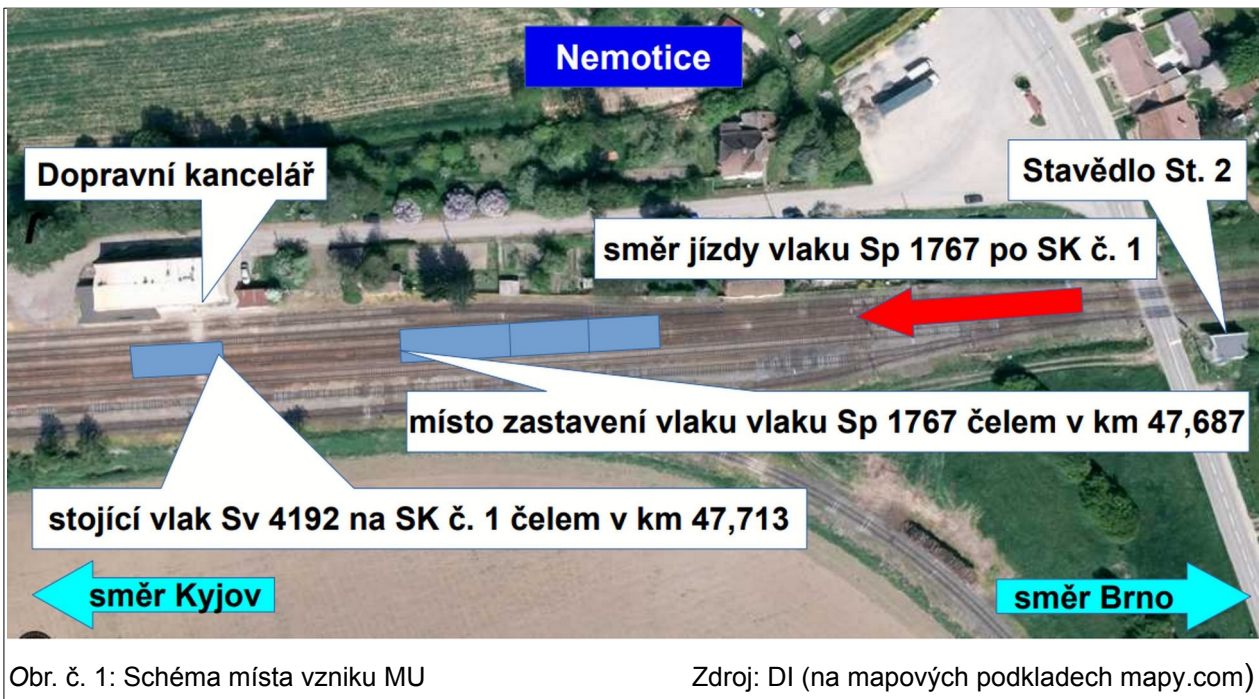 Nemotice
Dopravní kancelář
Stavědlo St. 2
směr jízdy vlaku Sp 1767 po SK č. 1
místo zastavení vlaku vlaku Sp 1767 čelem v km 47,687
stojící vlak Sv 4192 na SK č. 1 čelem v km 47,713
směr Kyjov
směr Brno
Obr. č. 1: Schéma místa vzniku MU
Zdroj: DI (na mapových podkladech mapy.com)